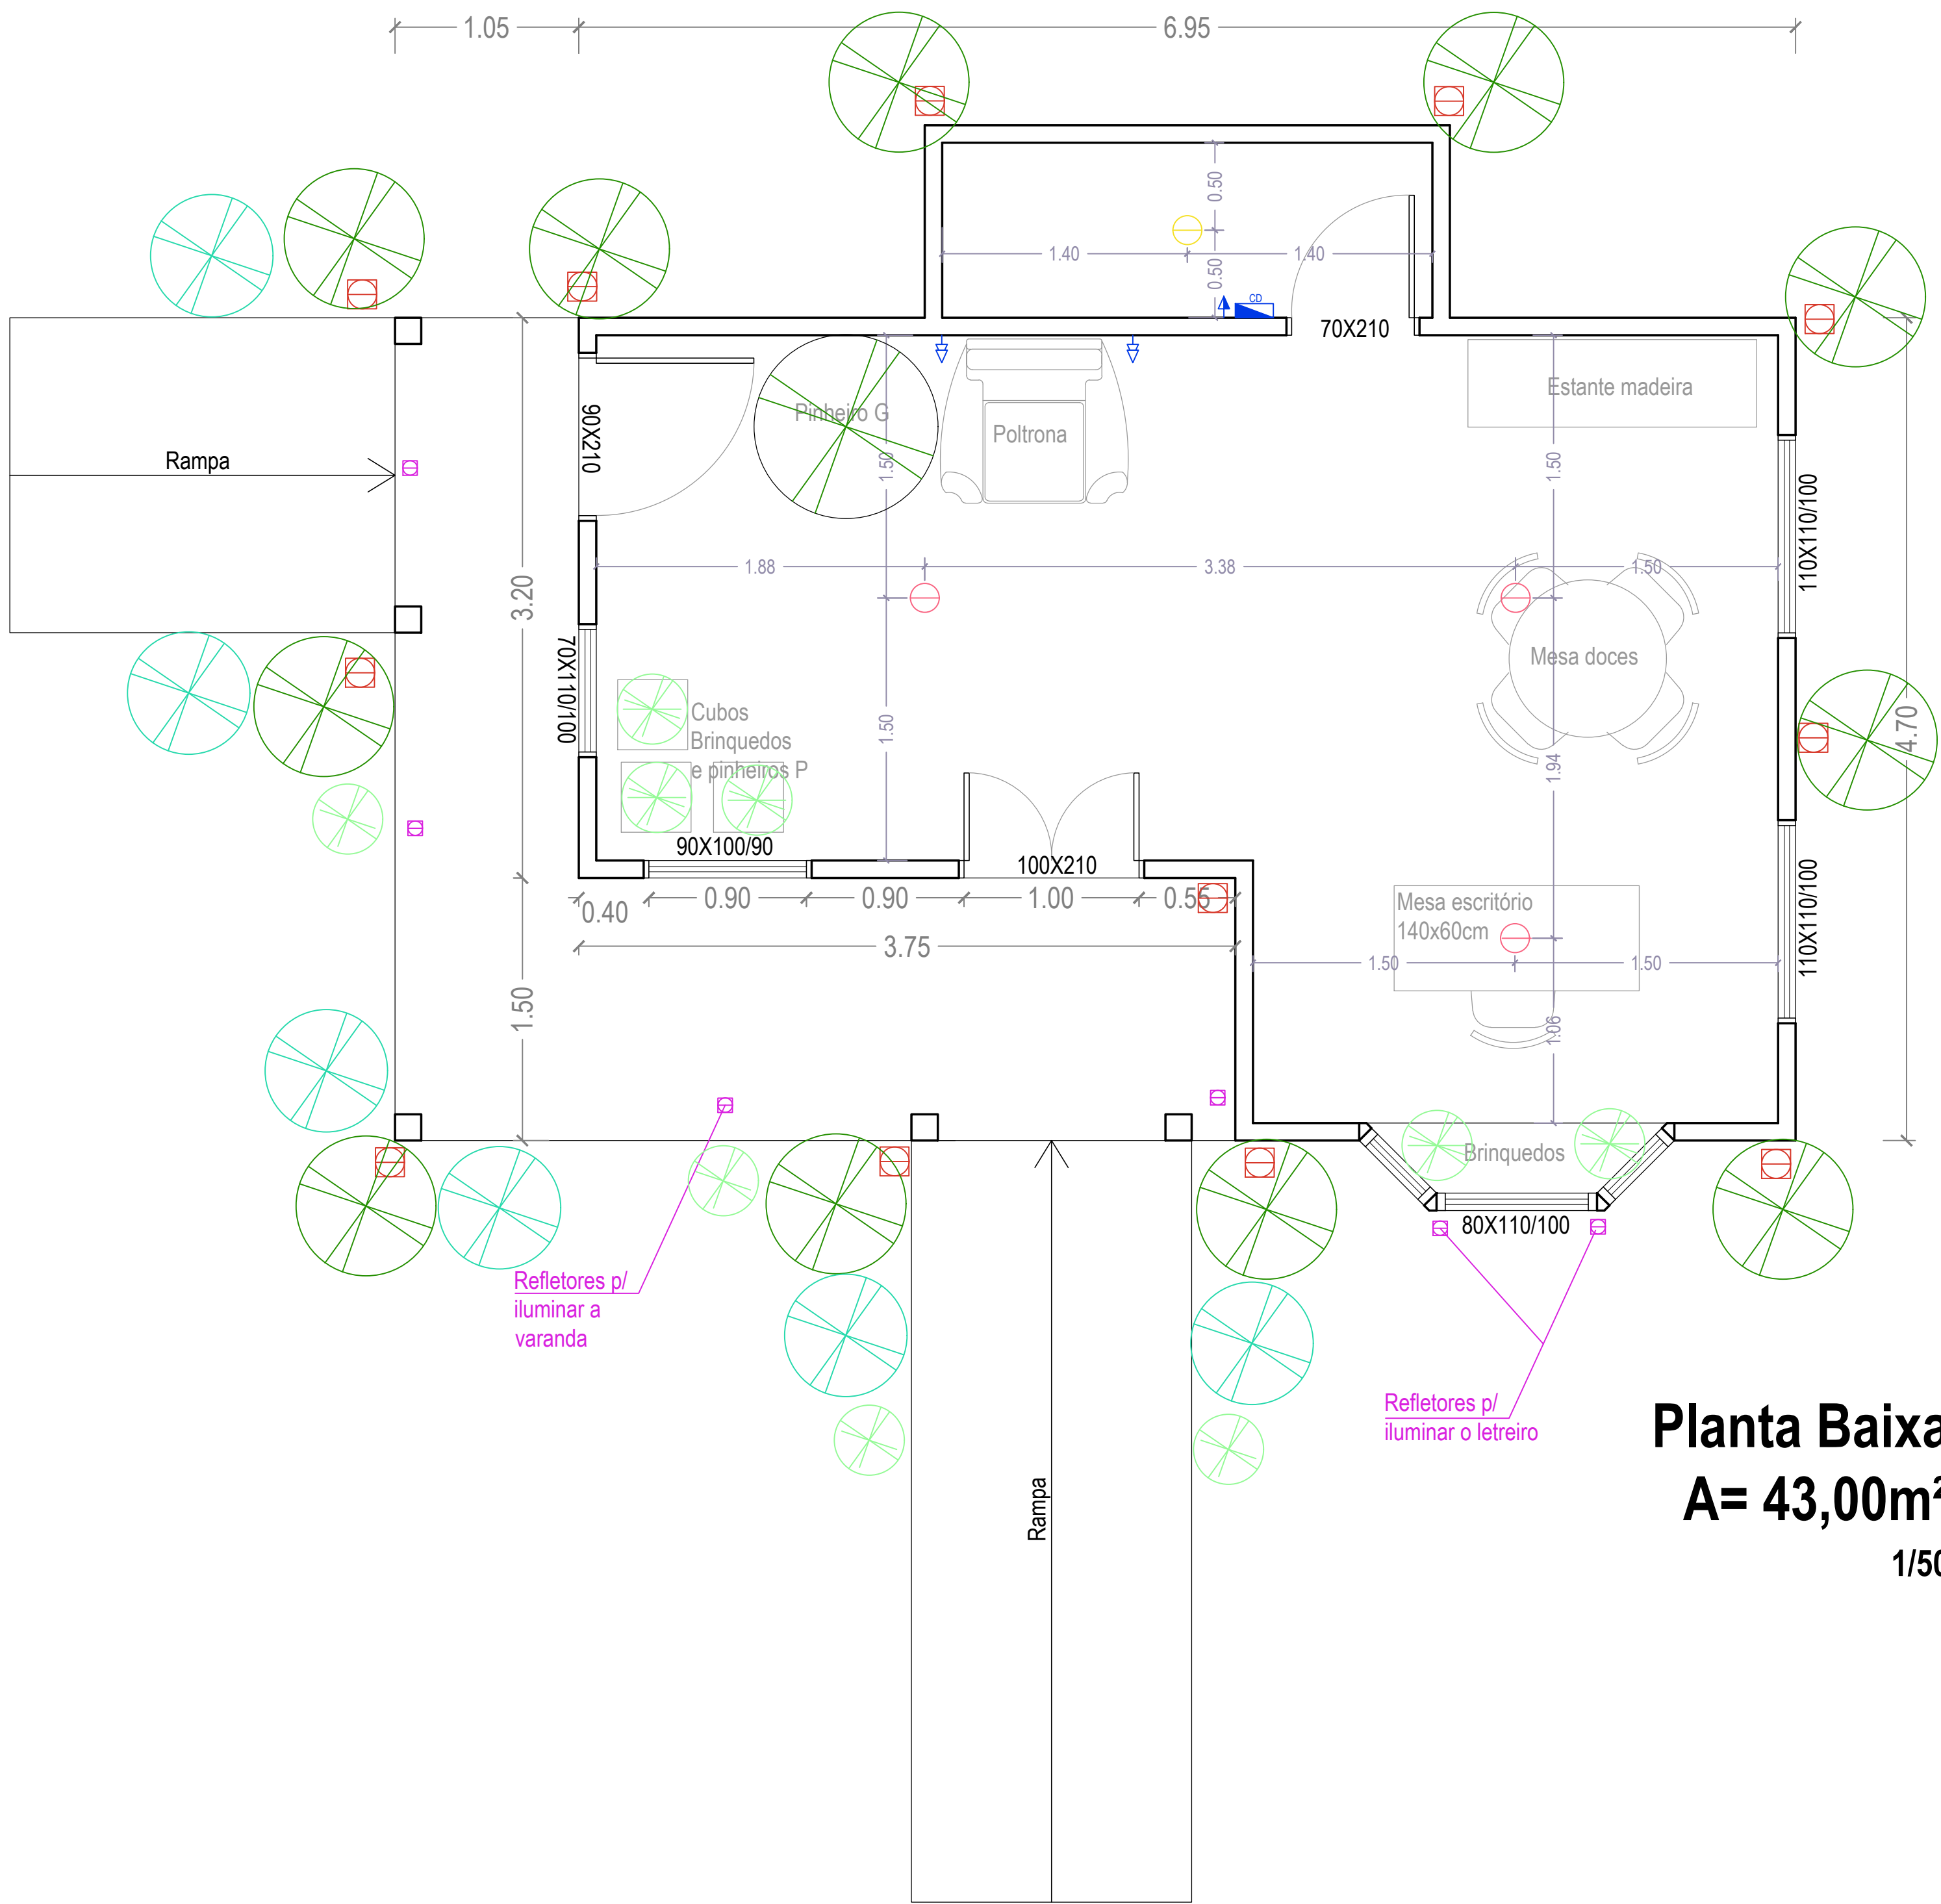 1.05
6.95
0.50
1.40
1.40
0.50
CD
70X210
Estante madeira
Pinheiro G
90X210
Poltrona
Rampa
1.50
1.50
110X110/100
1.88
3.38
1.50
3.20
70X110/100
Mesa doces
Cubos
Brinquedos
e pinheiros P
1.50
4.70
1.94
90X100/90
100X210
0.40
0.90
0.90
1.00
0.55
Mesa escritório
140x60cm
110X110/100
3.75
1.50
1.50
1.50
1.06
Brinquedos
80X110/100
Refletores p/
iluminar a
varanda
Refletores p/
iluminar o letreiro
Rampa
Planta Baixa
A= 43,00m²
1/50